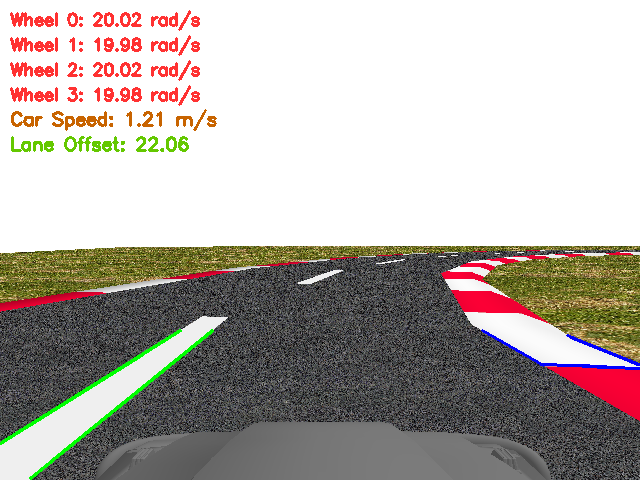 Wheel 0: 20.02 rad/s
Wheel 1: 19.98 rad/s
Wheel 2: 20.02 rad/s
Wheel 3: 19.98 rad/s
Car Speed: 1.21 m/s
Lane Offset: 22.06